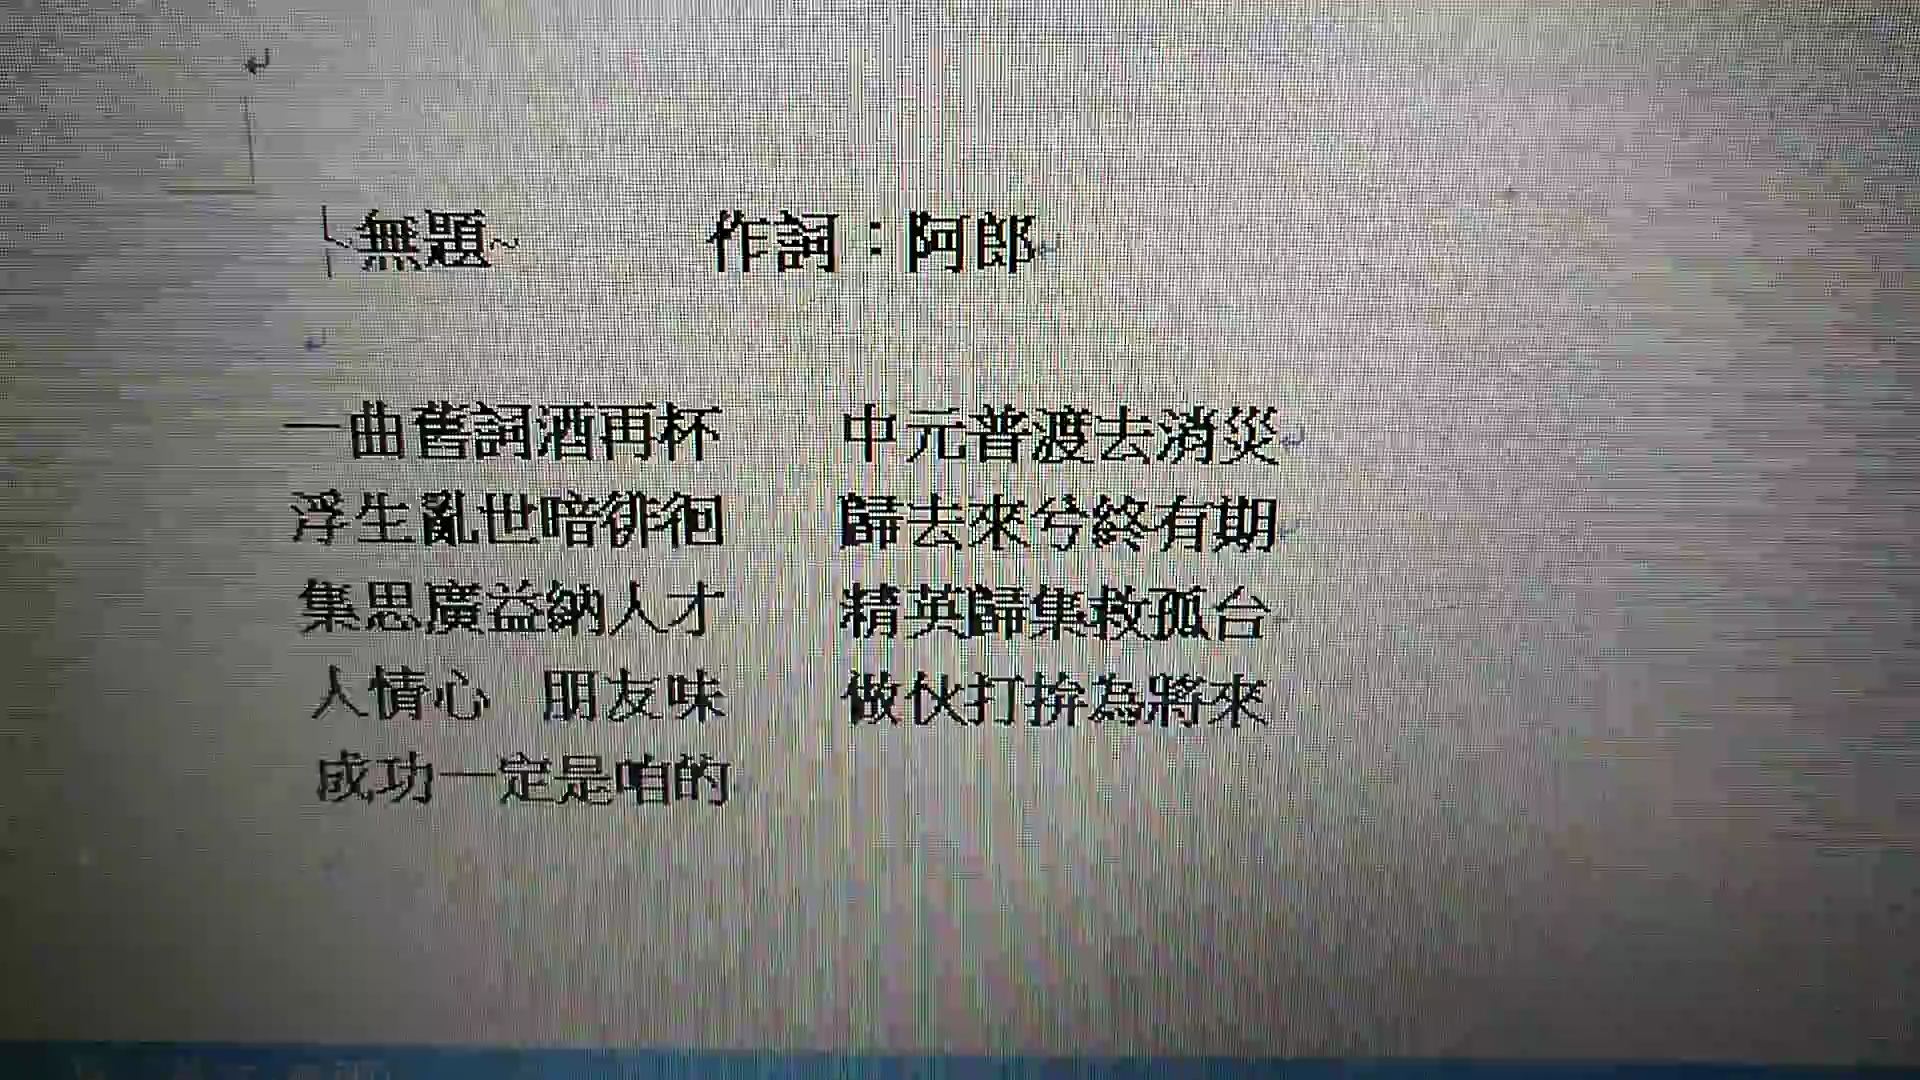 ~無題~ 作詞：阿郎
一曲舊詞酒再杯 中元普渡去消災
浮生亂世暗徘徊 歸去來兮終有期
集思廣益納人才 精英歸集救孤台
人情心 朋友味 做伙打拚為將來
成功一定是咱的